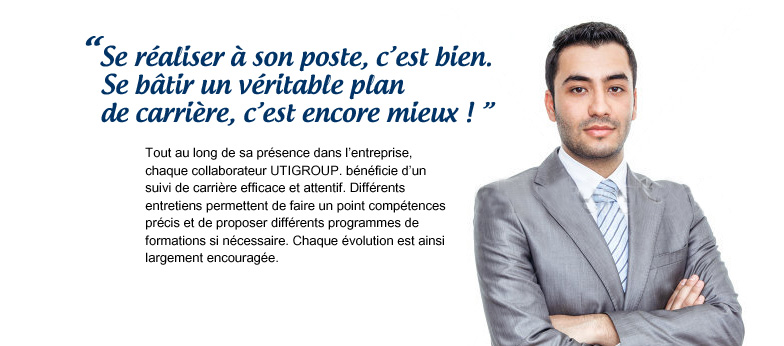 “Se réaliser à son poste, c’est bien.
Se bâtir un véritable plan
de carrière, c’est encore mieux ! ”
Tout au long de sa présence dans l’entreprise,
chaque collaborateur UTIGROUP. bénéficie d’un
suivi de carrière efficace et attentif. Différents
entretiens permettent de faire un point compétences
précis et de proposer différents programmes de
formations si nécessaire. Chaque évolution est ainsi
largement encouragée.